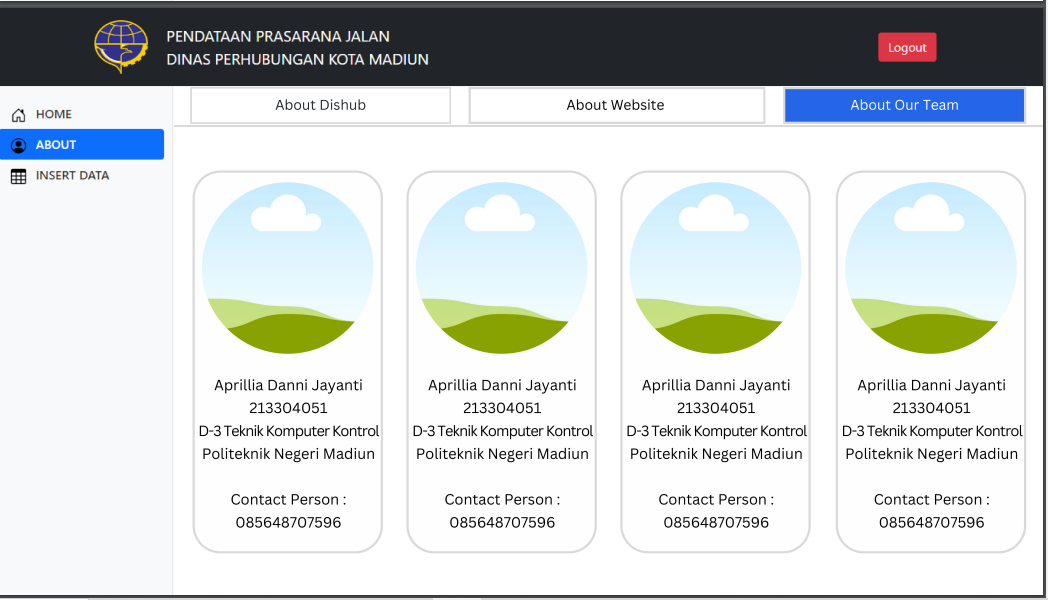 PENDATAAN PRASARANA JALAN
DINAS PERHUBUNGAN KOTA MADIUN
Logout
HOME
ABOUT
INSERT DATA
About Dishub
About Website
About Our Team
Aprillia Danni Jayanti
213304051
D-3 Teknik Komputer Kontrol
Politeknik Negeri Madiun
Contact Person :
085648707596
Aprillia Danni Jayanti
213304051
D-3 Teknik Komputer Kontrol
Politeknik Negeri Madiun
Contact Person :
085648707596
Aprillia Danni Jayanti
213304051
D-3 Teknik Komputer Kontrol
Politeknik Negeri Madiun
Contact Person :
085648707596
Aprillia Danni Jayanti
213304051
D-3 Teknik Komputer Kontrol
Politeknik Negeri Madiun
Contact Person :
085648707596